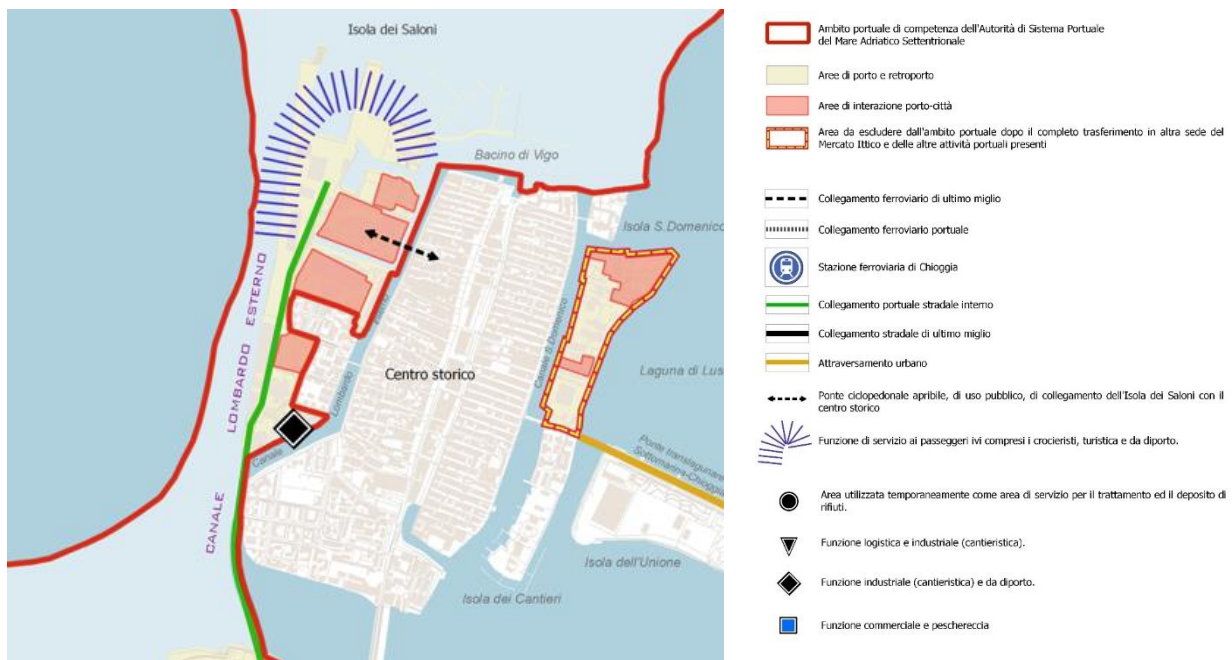 Isola dei Saloni
Bacino di Vigo
Isola S.Domenico
CANALE LOMBARDO ESTERNO
Canale Lombardo
Canale S.Domenico
Centro storico
Laguna di Lus
Ponte translagunare
Sottomarina-Chioggia
Isola dell'Unione
Isola dei Cantieri
Ambito portuale di competenza dell'Autorità di Sistema Portuale
del Mare Adriatico Settentrionale
Aree di porto e retroporto
Aree di interazione porto-città
Area da escludere dall'ambito portuale dopo il completo trasferimento in altra sede del
Mercato Ittico e delle altre attività portuali presenti
Collegamento ferroviario di ultimo miglio
Collegamento ferroviario portuale
Stazione ferroviaria di Chioggia
Collegamento portuale stradale interno
Collegamento stradale di ultimo miglio
Attraversamento urbano
Ponte ciclopedonale apribile, di uso pubblico, di collegamento dell'Isola dei Saloni con il
centro storico
Funzione di servizio ai passeggeri ivi compresi i crocieristi, turistica e da diporto.
Area utilizzata temporaneamente come area di servizio per il trattamento ed il deposito di
rifiuti.
Funzione logistica e industriale (cantieristica).
Funzione industriale (cantieristica) e da diporto.
Funzione commerciale e peschereccia